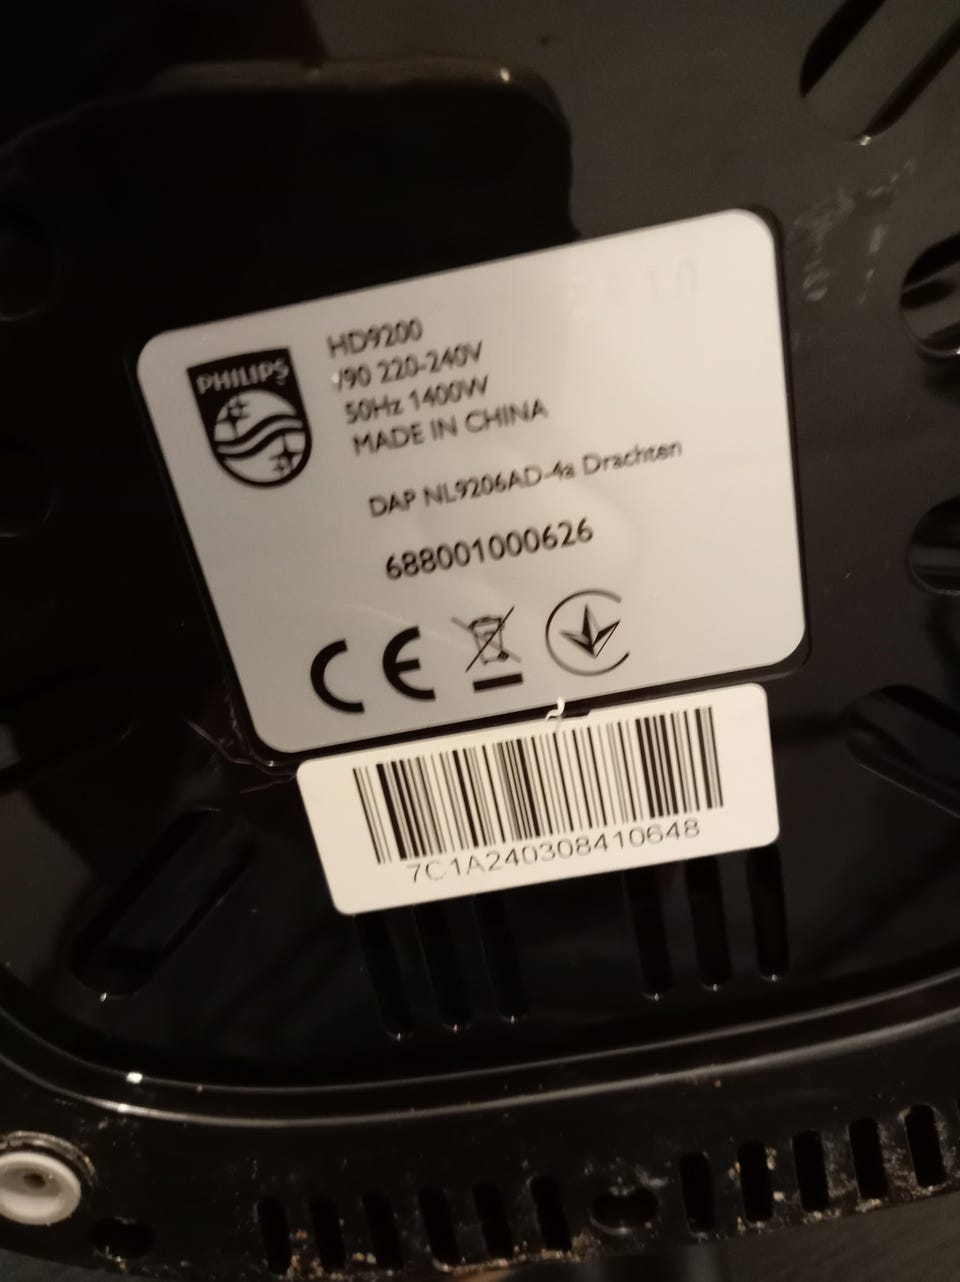 PHILIPS
HD9200
/90 220-240V
50Hz 1400W
MADE IN CHINA
DAP NL9206AD-4a Drachten
688001000626
CE
7C1A240308410648